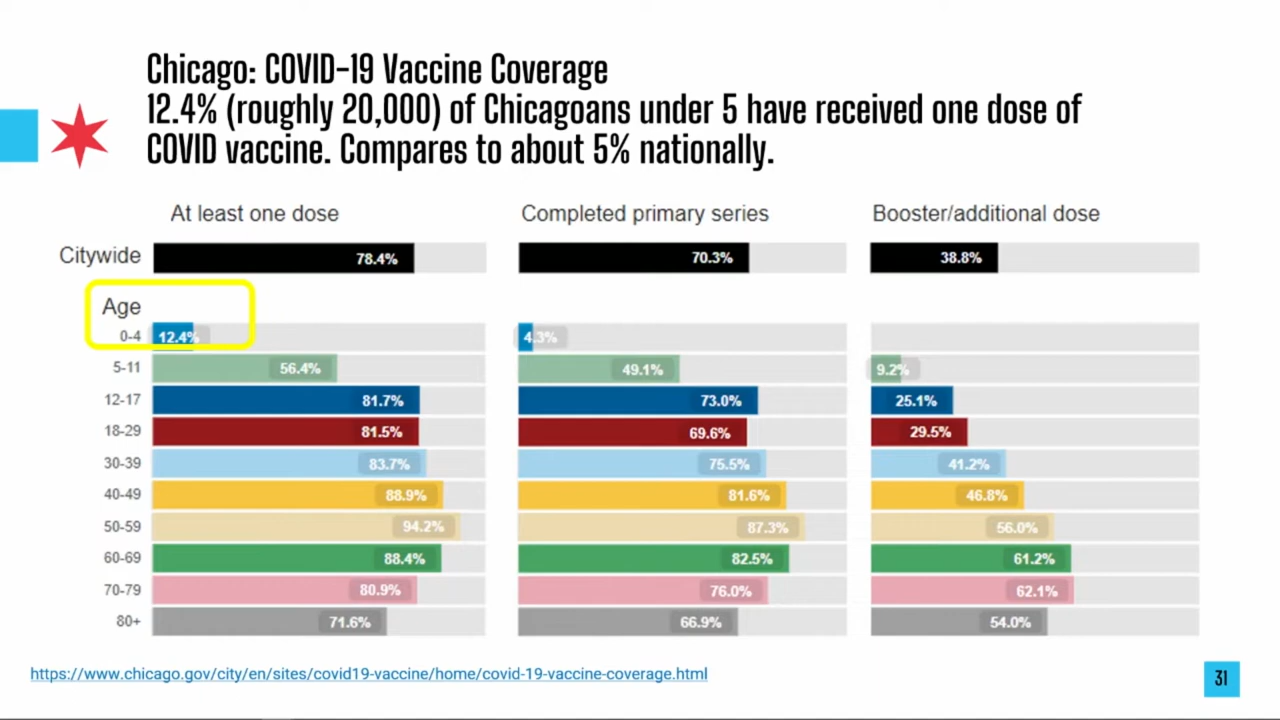 Chicago: COVID-19 Vaccine Coverage
12.4% (roughly 20,000) of Chicagoans under 5 have received one dose of
COVID vaccine. Compares to about 5% nationally.
At least one dose Completed primary series Booster/additional dose
Citywide 78.4% 70.3% 38.8%
Age
0-4 12.4% 4.3%
5-11 56.4% 49.1% 9.2%
12-17 81.7% 73.0% 25.1%
18-29 81.5% 69.6% 29.5%
30-39 83.7% 75.5% 41.2%
40-49 88.9% 81.6% 46.8%
50-59 94.2% 87.3% 56.0%
60-69 88.4% 82.5% 61.2%
70-79 80.9% 76.0% 62.1%
80+ 71.6% 66.9% 54.0%
https://www.chicago.gov/city/en/sites/covid19-vaccine/home/covid-19-vaccine-coverage.html
31